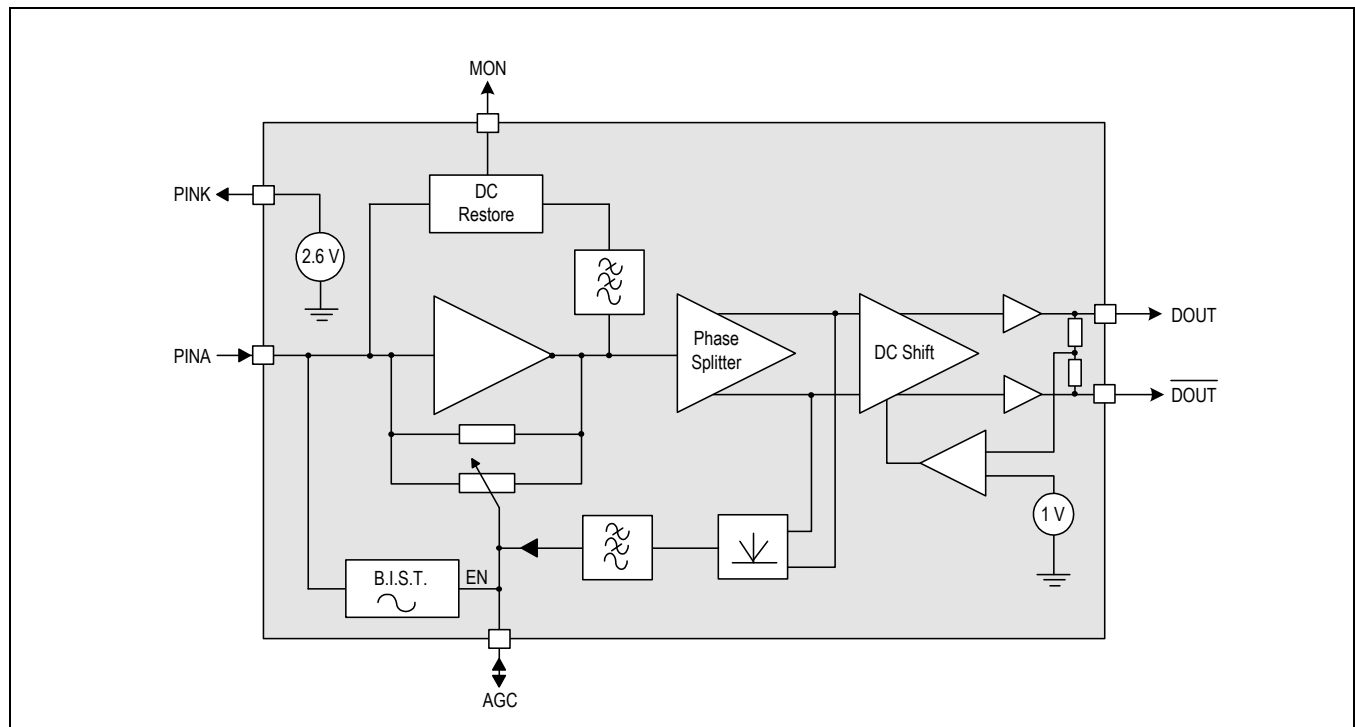 MON
PINK
DC
Restore
2.6 V
PINA
Phase
Splitter
DC Shift
DOUT
DOUT
1 V
B.I.S.T.
EN
AGC